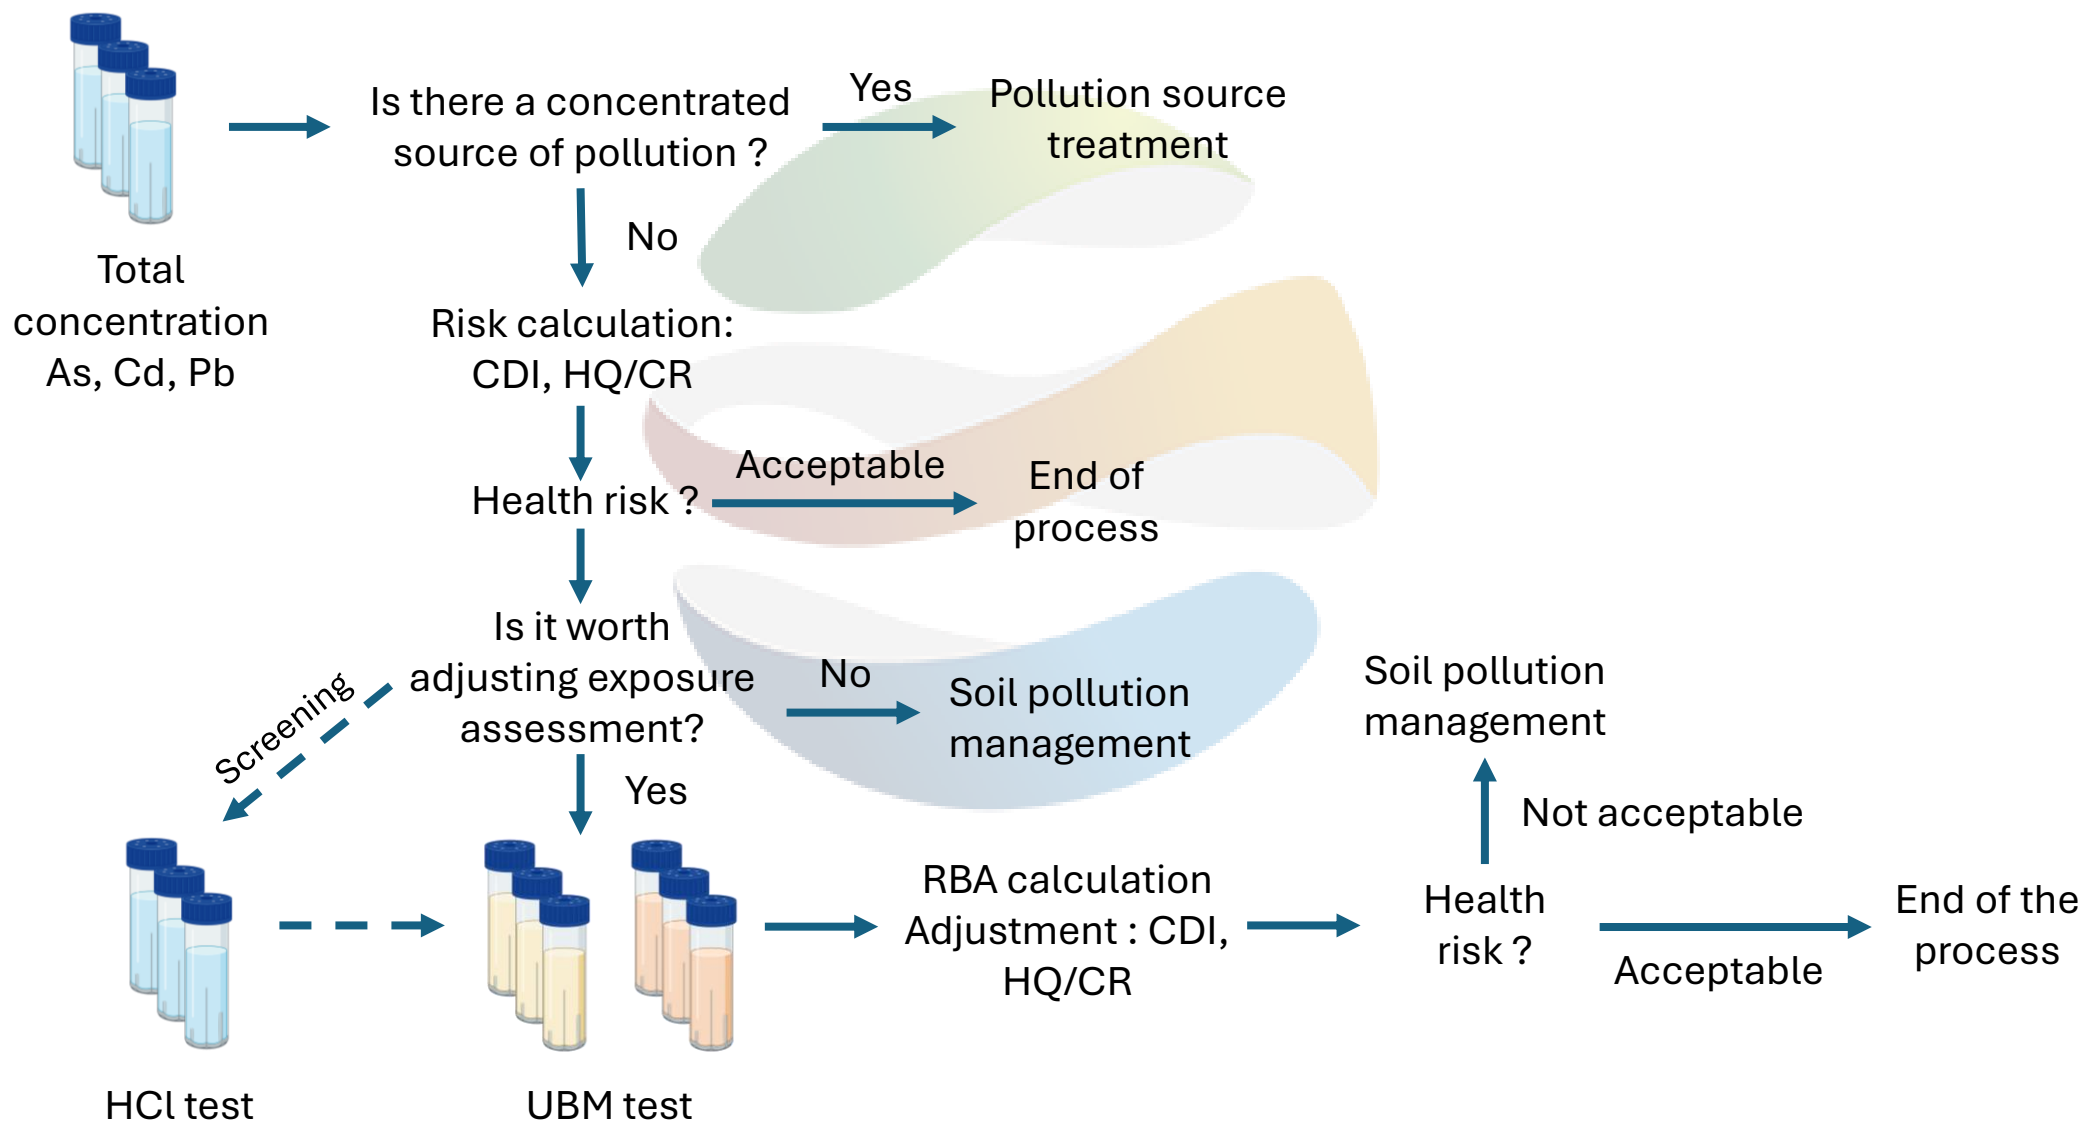 Is there a concentrated
source of pollution ?
Yes
Pollution source
treatment
No
Total
concentration
As, Cd, Pb
Risk calculation:
CDI, HQ/CR
Health risk ?
Acceptable
End of
process
Is it worth
adjusting exposure
assessment?
No
Soil pollution
management
Screening
Yes
Soil pollution
management
Not acceptable
RBA calculation
Adjustment : CDI,
HQ/CR
Health
risk ?
Acceptable
End of the
process
HCl test
UBM test